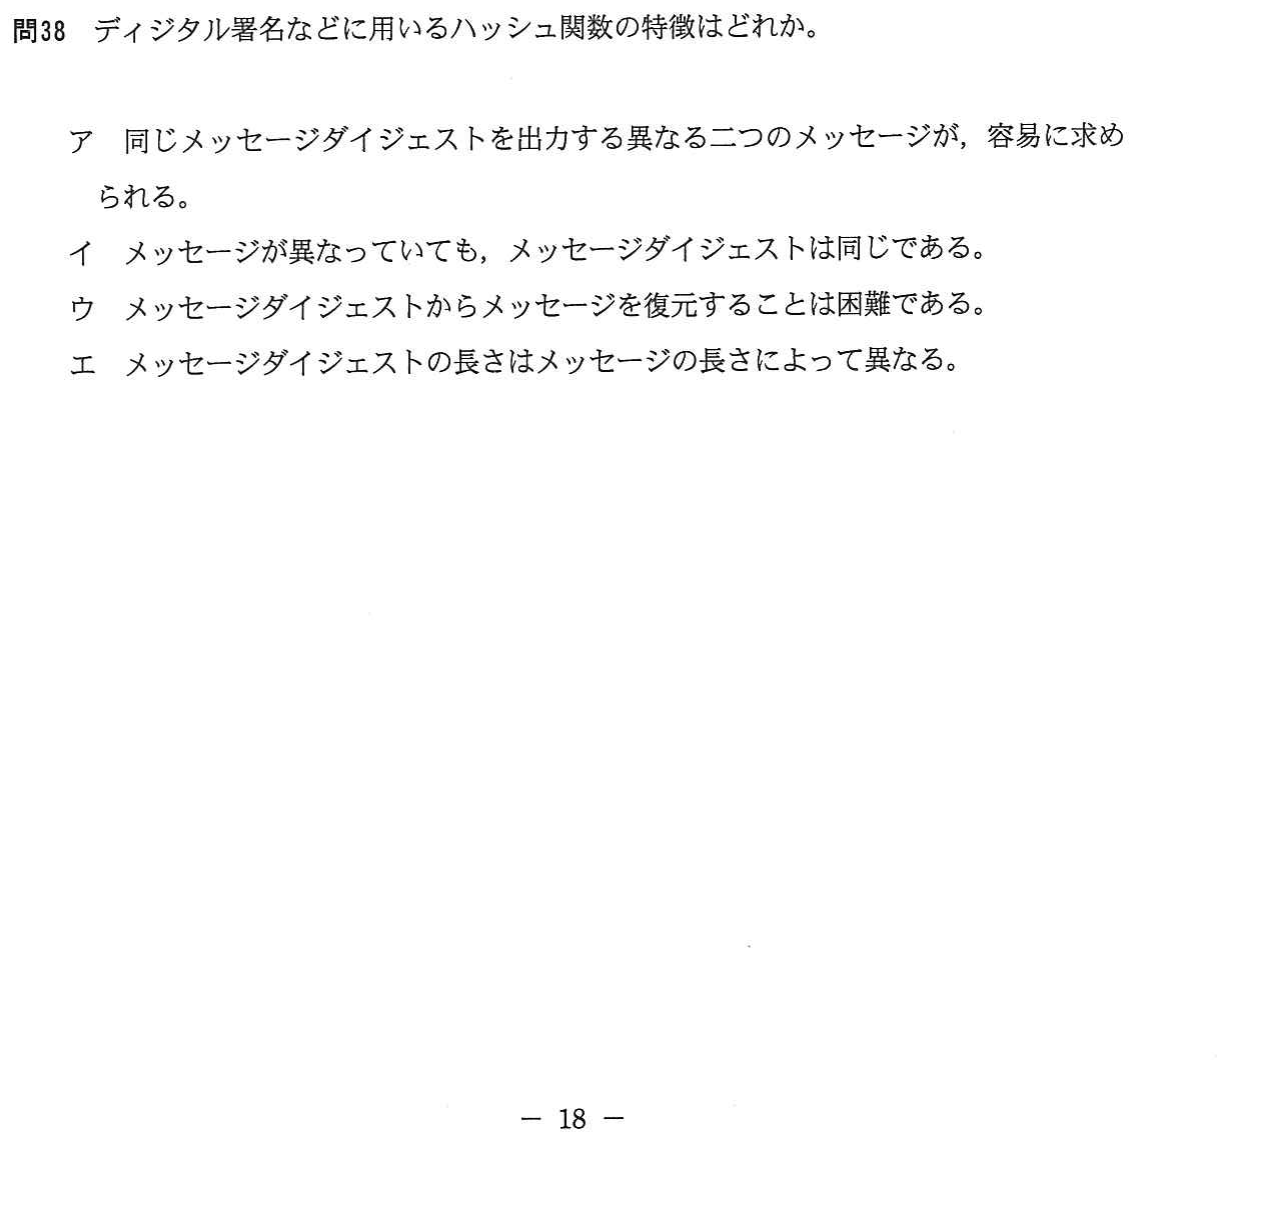 問38 ディジタル署名などに用いるハッシュ関数の特徴はどれか。
ア 同じメッセージダイジェストを出力する異なる二つのメッセージが，容易に求め
られる。
イ メッセージが異なっていても，メッセージダイジェストは同じである。
ウ メッセージダイジェストからメッセージを復元することは困難である。
エ メッセージダイジェストの長さはメッセージの長さによって異なる。
－ 18 －